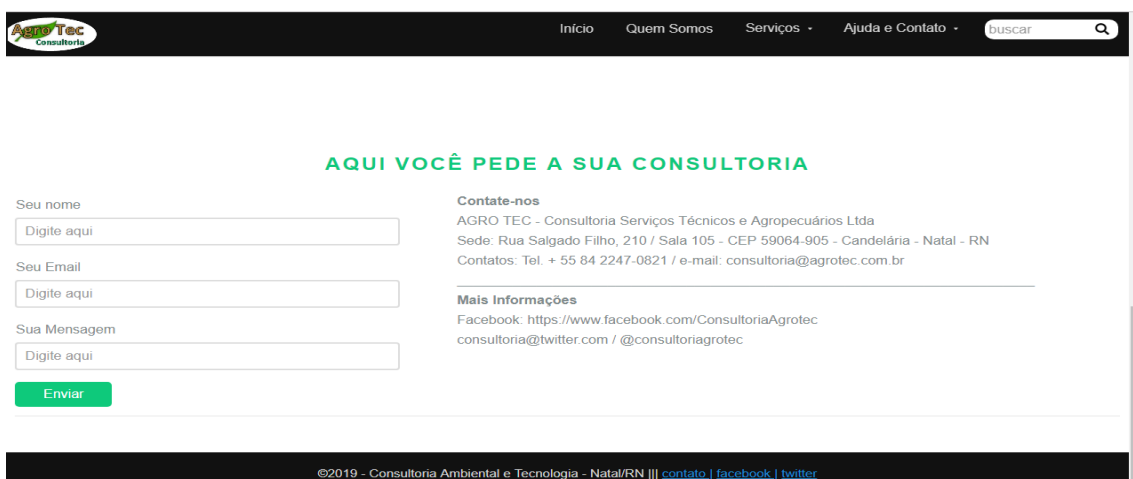 Agro Tec
Consultoria
Início Quem Somos Serviços Ajuda e Contato buscar
AQUI VOCÊ PEDE A SUA CONSULTORIA
Seu nome
Digite aqui
Seu Email
Digite aqui
Sua Mensagem
Digite aqui
Enviar
Contate-nos
AGRO TEC - Consultoria Serviços Técnicos e Agropecuários Ltda
Sede: Rua Salgado Filho, 210 / Sala 105 - CEP 59064-905 - Candelária - Natal - RN
Contatos: Tel. + 55 84 2247-0821 / e-mail: consultoria@agrotec.com.br
Mais Informações
Facebook: https://www.facebook.com/ConsultoriaAgrotec
consultoria@twitter.com / @consultoriagrotec
©2019 - Consultoria Ambiental e Tecnologia - Natal/RN ||| contato | facebook | twitter